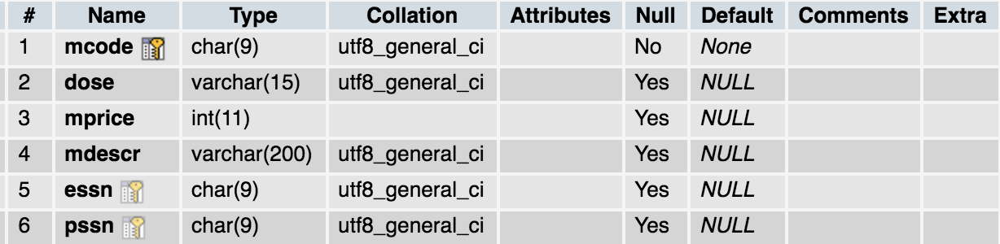 # Name Type Collation Attributes Null Default Comments Extra
1 mcode char(9) utf8_general_ci No None
2 dose varchar(15) utf8_general_ci Yes NULL
3 mprice int(11) Yes NULL
4 mdescr varchar(200) utf8_general_ci Yes NULL
5 essn char(9) utf8_general_ci Yes NULL
6 pssn char(9) utf8_general_ci Yes NULL